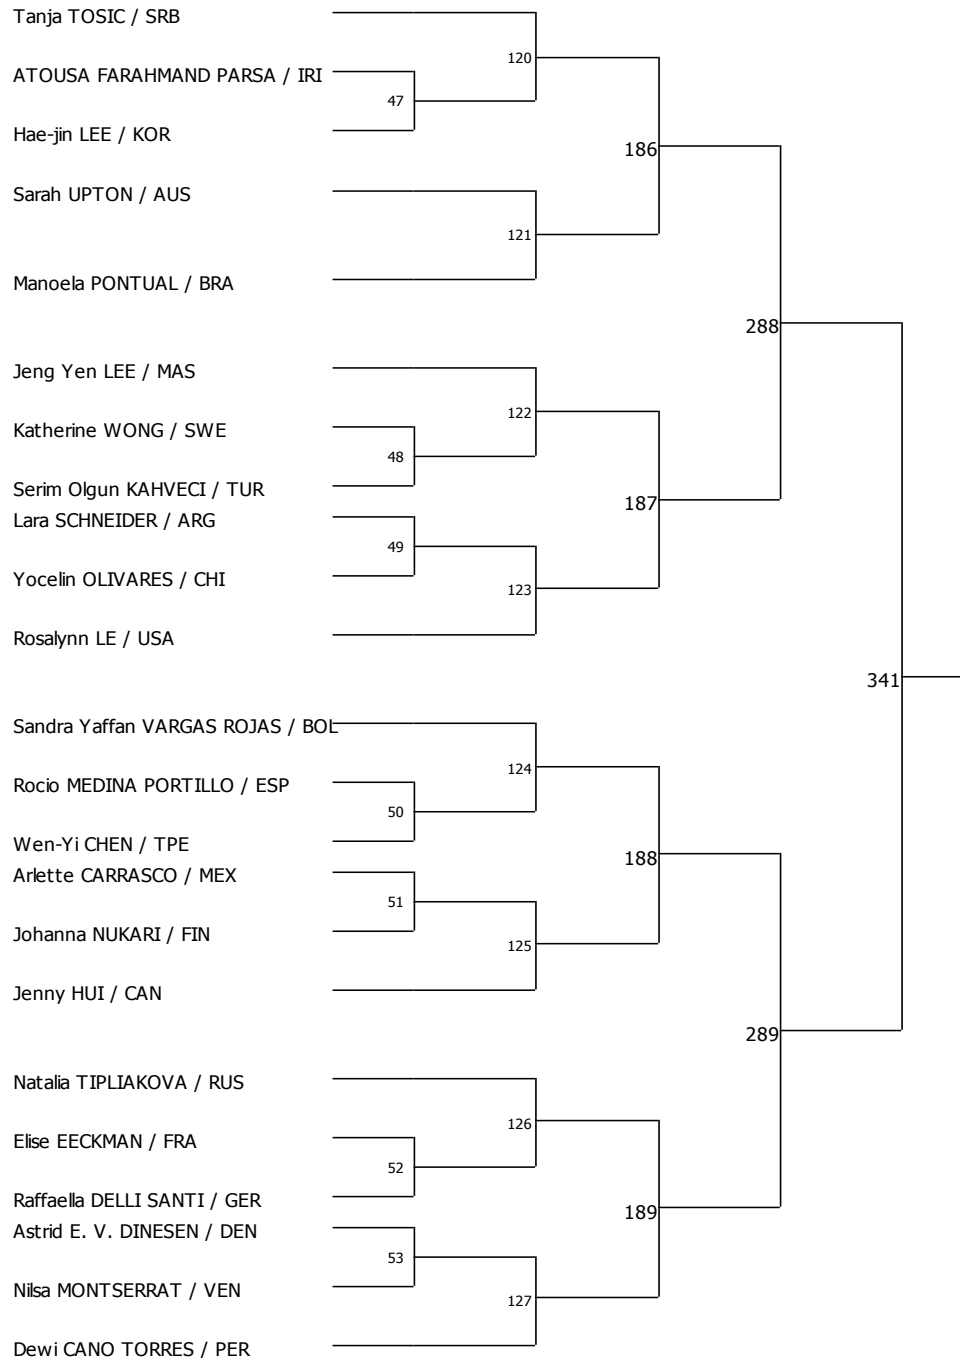 Tanja TOSIC / SRB
120
ATOUSA FARAHMAND PARSA / IRI
47
Hae-jin LEE / KOR
186
Sarah UPTON / AUS
121
Manoela PONTUAL / BRA
288
Jeng Yen LEE / MAS
122
Katherine WONG / SWE
48
Serim Olgun KAHVECI / TUR
187
Lara SCHNEIDER / ARG
49
Yocelin OLIVARES / CHI
123
Rosalynn LE / USA
341
Sandra Yaffan VARGAS ROJAS / BOL
124
Rocio MEDINA PORTILLO / ESP
50
Wen-Yi CHEN / TPE
188
Arlette CARRASCO / MEX
51
Johanna NUKARI / FIN
125
Jenny HUI / CAN
289
Natalia TIPLIAKOVA / RUS
126
Elise EECKMAN / FRA
52
Raffaella DELLI SANTI / GER
189
Astrid E. V. DINESEN / DEN
53
Nilsa MONTSERRAT / VEN
127
Dewi CANO TORRES / PER